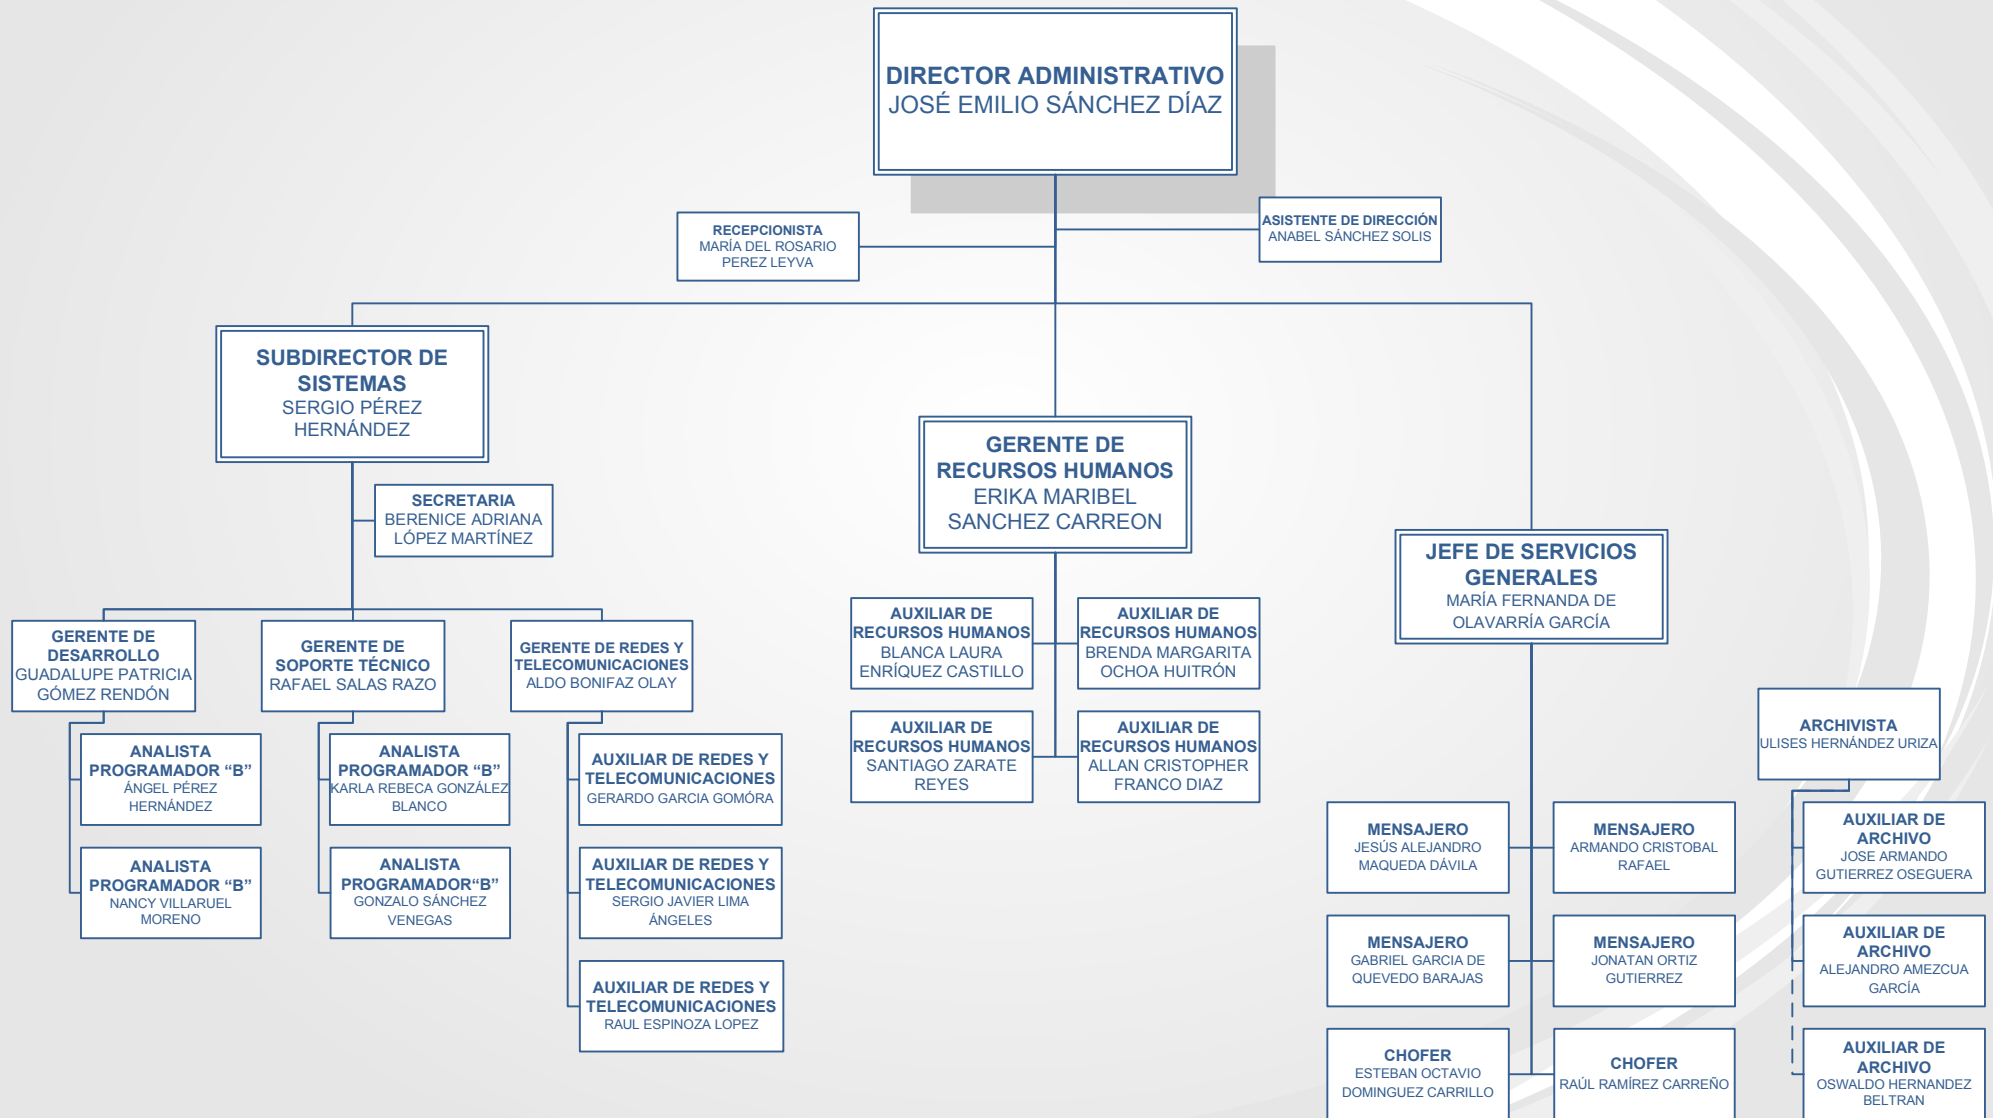 DIRECTOR ADMINISTRATIVO
JOSÉ EMILIO SÁNCHEZ DÍAZ
RECEPCIONISTA
MARÍA DEL ROSARIO
PEREZ LEYVA
ASISTENTE DE DIRECCIÓN
ANABEL SÁNCHEZ SOLIS
SUBDIRECTOR DE
SISTEMAS
SERGIO PÉREZ
HERNÁNDEZ
SECRETARIA
BERENICE ADRIANA
LÓPEZ MARTÍNEZ
GERENTE DE
DESARROLLO
GUADALUPE PATRICIA
GÓMEZ RENDÓN
GERENTE DE
SOPORTE TÉCNICO
RAFAEL SALAS RAZO
GERENTE DE REDES Y
TELECOMUNICACIONES
ALDO BONIFAZ OLAY
ANALISTA
PROGRAMADOR “B”
ÁNGEL PÉREZ
HERNÁNDEZ
ANALISTA
PROGRAMADOR “B”
NANCY VILLARUEL
MORENO
ANALISTA
PROGRAMADOR “B”
KARLA REBECA GONZÁLEZ
BLANCO
ANALISTA
PROGRAMADOR“B”
GONZALO SÁNCHEZ
VENEGAS
AUXILIAR DE REDES Y
TELECOMUNICACIONES
GERARDO GARCIA GOMÓRA
AUXILIAR DE REDES Y
TELECOMUNICACIONES
SERGIO JAVIER LIMA
ÁNGELES
AUXILIAR DE REDES Y
TELECOMUNICACIONES
RAUL ESPINOZA LOPEZ
GERENTE DE
RECURSOS HUMANOS
ERIKA MARIBEL
SANCHEZ CARREON
AUXILIAR DE
RECURSOS HUMANOS
BLANCA LAURA
ENRÍQUEZ CASTILLO
AUXILIAR DE
RECURSOS HUMANOS
BRENDA MARGARITA
OCHOA HUITRÓN
AUXILIAR DE
RECURSOS HUMANOS
SANTIAGO ZARATE
REYES
AUXILIAR DE
RECURSOS HUMANOS
ALLAN CRISTOPHER
FRANCO DIAZ
JEFE DE SERVICIOS
GENERALES
MARÍA FERNANDA DE
OLAVARRÍA GARCÍA
MENSAJERO
JESÚS ALEJANDRO
MAQUEDA DÁVILA
MENSAJERO
ARMANDO CRISTOBAL
RAFAEL
MENSAJERO
GABRIEL GARCIA DE
QUEVEDO BARAJAS
MENSAJERO
JONATAN ORTIZ
GUTIERREZ
CHOFER
ESTEBAN OCTAVIO
DOMINGUEZ CARRILLO
CHOFER
RAÚL RAMÍREZ CARREÑO
ARCHIVISTA
ULISES HERNÁNDEZ URIZA
AUXILIAR DE
ARCHIVO
JOSE ARMANDO
GUTIERREZ OSEGUERA
AUXILIAR DE
ARCHIVO
ALEJANDRO AMEZCUA
GARCÍA
AUXILIAR DE
ARCHIVO
OSWALDO HERNANDEZ
BELTRAN